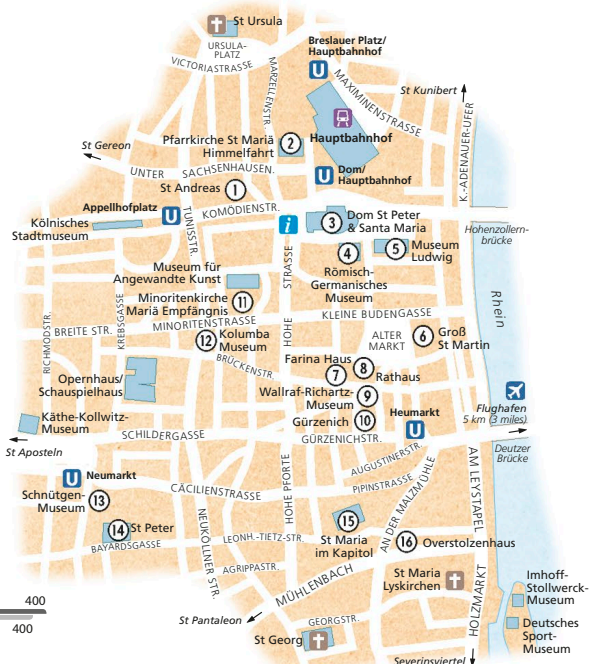 St Ursula
URSULA-
PLATZ
VICTORIASTRASSE
MARZELLENSTR.
Breslauer Platz/
Hauptbahnhof
U
MAXIMINENSTRASSE
St Kunibert
K.-ADENAUER-UFER
St Gereon
Pfarrkirche St Mariä
Himmelfahrt
2
Hauptbahnhof
UNTER SACHSENHAUSEN.
St Andreas
1
U
Dom/
Hauptbahnhof
Appellhofplatz
U
KOMÖDIENSTR.
Kölnisches
Stadtmuseum
TUNISSTR.
i
3
Dom St Peter
& Santa Maria
Hohenzollern-
brücke
4
Römisch-
Germanisches
Museum
5
Museum
Ludwig
Rhein
Museum für
Angewandte Kunst
HOHE STRASSE
Minoritenkirche
Mariä Empfängnis
11
KLEINE BUDENGASSE
RICHMODSTR.
BREITE STR.
KREBSGASSE
MINORITENSTRASSE
12
Kolumba
Museum
ALTER
MARKT
6
Groß
St Martin
BRÜCKENSTR.
Farina Haus
7
8
Rathaus
Opernhaus/
Schauspielhaus
Wallraf-Richartz-
Museum
9
Flughafen
5 km (3 miles)
Käthe-Kollwitz-
Museum
Gürzenich
10
Heumarkt
U
St Aposteln
SCHILDERGASSE
GÜRZENICHSTR.
Deutzer
Brücke
U
Neumarkt
AUGUSTINERSTR.
Schnütgen-
Museum
13
CÄCILIENSTRASSE
HOHE PFORTE
PIPINSTRASSE
AN DER MALZMÜHLE
AM LEYSTAPEL
14
St Peter
BAYARDSGASSE
NEUKÖLLNER STR.
LEONH.-TIETZ-STR.
15
St Maria
im Kapitol
16
Overstolzenhaus
AGRIPPASTR.
MÜHLENBACH
St Maria
Lyskirchen
HOLZMARKT
Imhoff-
Stollwerck-
Museum
400
400
St Pantaleon
GEORGSTR.
St Georg
Deutsches
Sport-
Museum
Severinsviertel